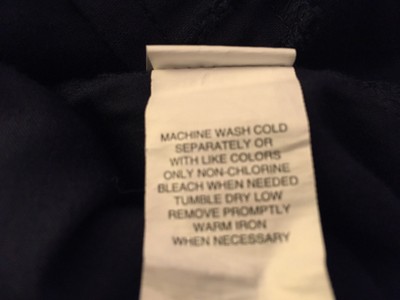 MACHINE WASH COLD
SEPARATELY OR
WITH LIKE COLORS
ONLY NON-CHLORINE
BLEACH WHEN NEEDED
TUMBLE DRY LOW
REMOVE PROMPTLY
WARM IRON
WHEN NECESSARY